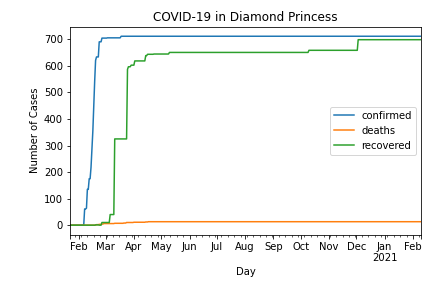 COVID-19 in Diamond Princess
Number of Cases
700
600
500
400
300
200
100
0
confirmed
deaths
recovered
Feb Mar Apr May Jun Jul Aug Sep Oct Nov Dec Jan Feb
2021
Day